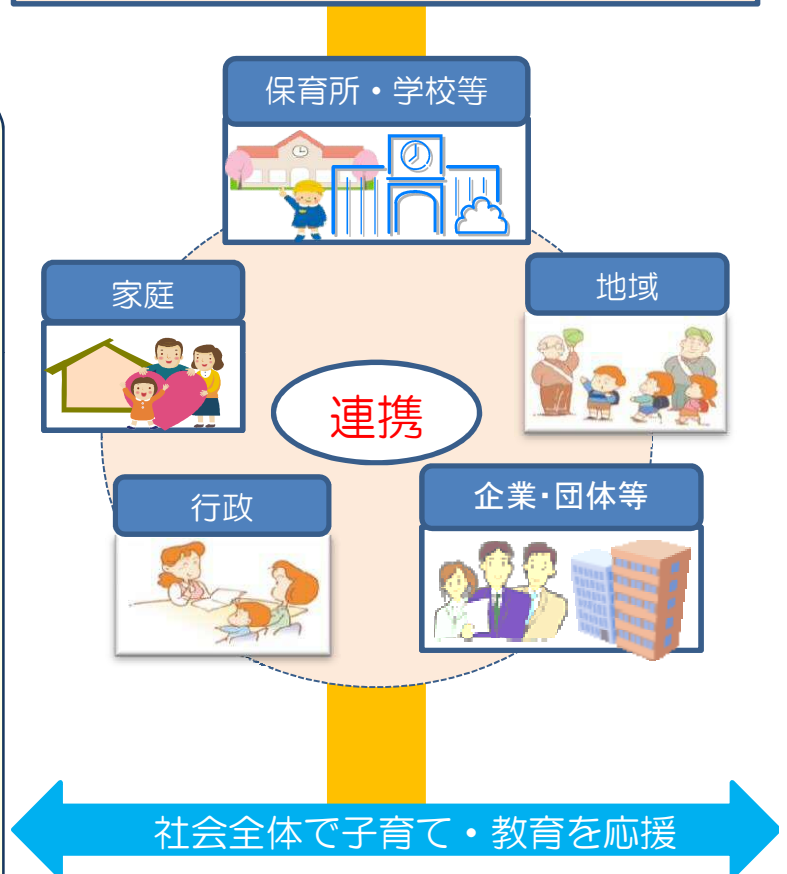 保育所・学校等
家庭
地域
連携
行政
企業・団体等
社会全体で子育て・教育を応援